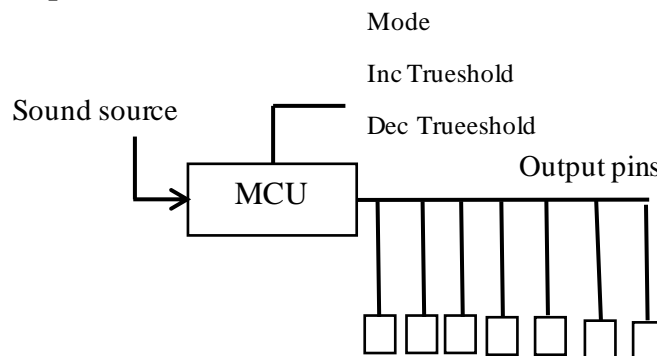 Mode
Inc Trueshold
Dec Trueeshold
Sound source
MCU
Output pins